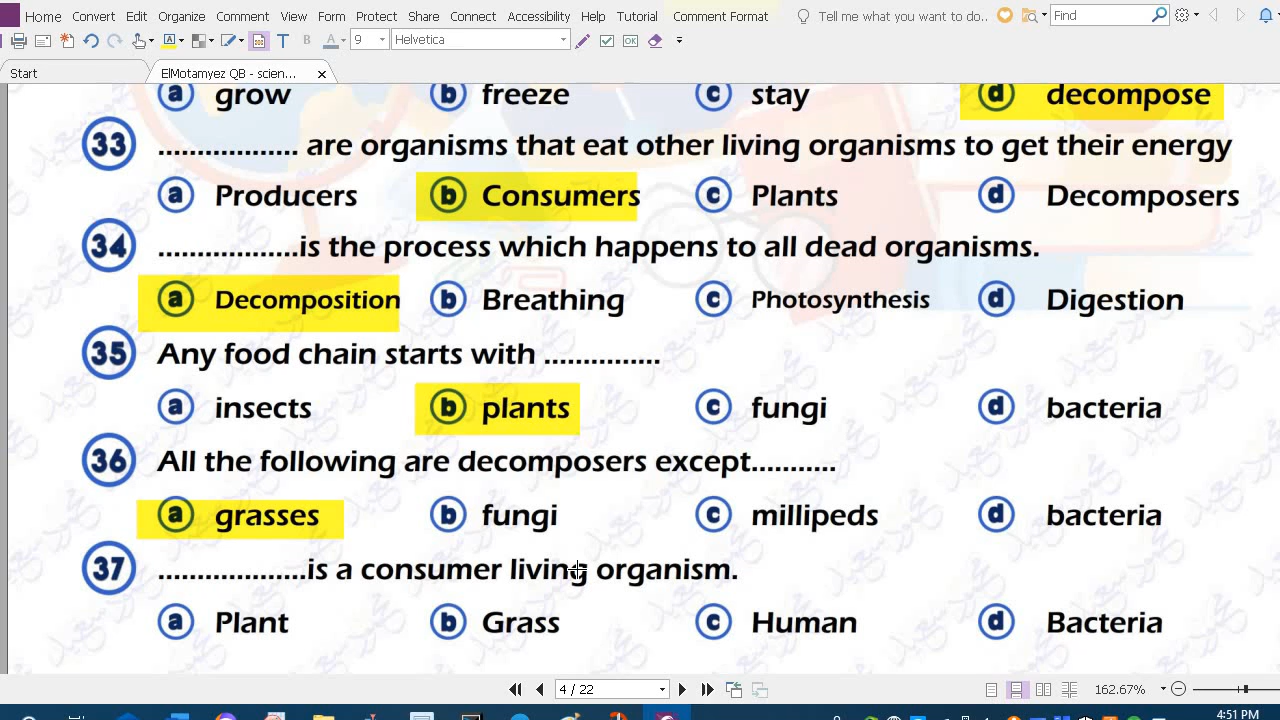 Home Convert Edit Organize Comment View Form Protect Share Connect Accessibility Help Tutorial Comment Format Tell me what you want to do.. Find
9 Helvetica
Start ElMotamyez QB - scien... ×
a grow b freeze c stay d decompose
33 .................. are organisms that eat other living organisms to get their energy
a Producers b Consumers c Plants d Decomposers
34 ..................is the process which happens to all dead organisms.
a Decomposition b Breathing c Photosynthesis d Digestion
35 Any food chain starts with ...............
a insects b plants c fungi d bacteria
36 All the following are decomposers except...........
a grasses b fungi c millipeds d bacteria
37 ...................is a consumer living organism.
a Plant b Grass c Human d Bacteria
4 / 22 162.67%
4:51 PM